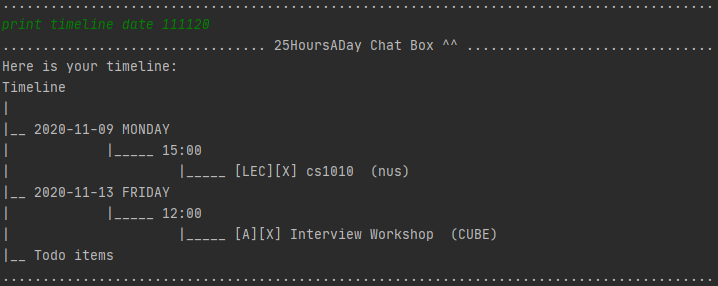 .........................................................................................
print timeline date 111120
................................. 25HoursADay Chat Box ^^ ...............................
Here is your timeline:
Timeline
|
|__ 2020-11-09 MONDAY
|            |_____ 15:00
|                     |_____ [LEC][X] cs1010  (nus)
|__ 2020-11-13 FRIDAY
|            |_____ 12:00
|                     |_____ [A][X] Interview Workshop  (CUBE)
|__ Todo items
.........................................................................................